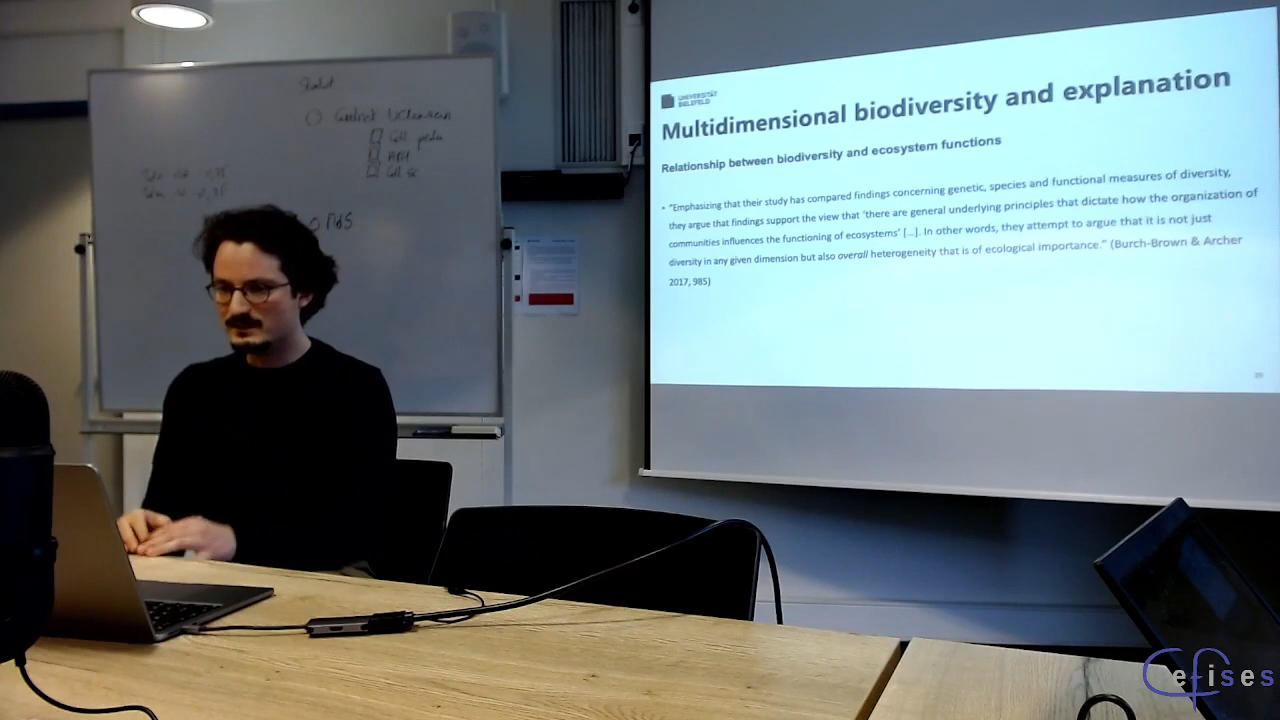 UNIVERSITÄT
BIELEFELD
Multidimensional biodiversity and explanation
Relationship between biodiversity and ecosystem functions
• "Emphasizing that their study has compared findings concerning genetic, species and functional measures of diversity,
they argue that findings support the view that 'there are general underlying principles that dictate how the organization of
communities influences the functioning of ecosystems' [...]. In other words, they attempt to argue that it is not just
diversity in any given dimension but also overall heterogeneity that is of ecological importance." (Burch-Brown & Archer
2017, 985)
Cefises